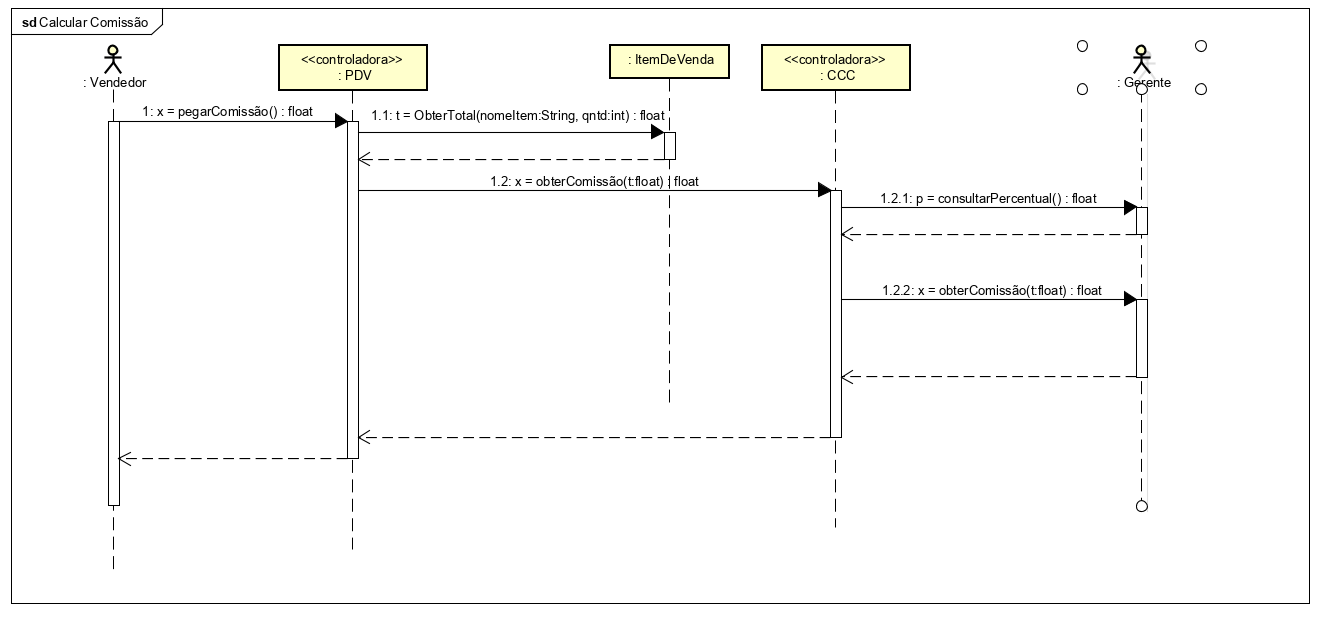 sd Calcular Comissão
: Vendedor
<<controladora>>
: PDV
: ItemDeVenda
<<controladora>>
: CCC
: Gerente
1: x = pegarComissão() : float
1.1: t = ObterTotal(nomeItem:String, qntd:int) : float
1.2: x = obterComissão(t:float) : float
1.2.1: p = consultarPercentual() : float
1.2.2: x = obterComissão(t:float) : float